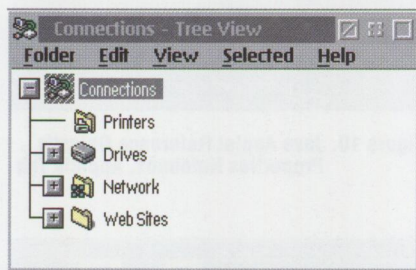 Connections - Tree View
Folder Edit View Selected Help
Connections
Printers
Drives
Network
Web Sites